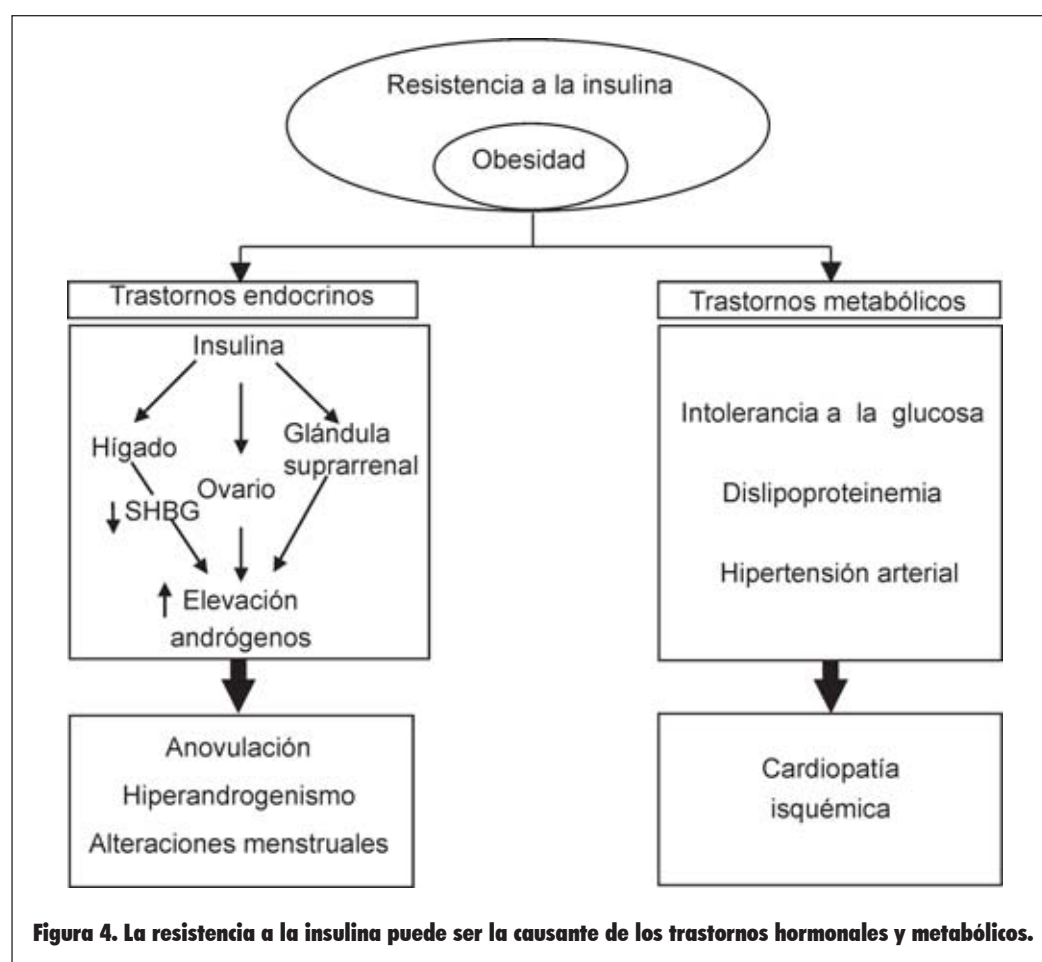 Resistencia a la insulina
Obesidad
Trastornos endocrinos
Insulina
Hígado
Glándula
suprarrenal
Ovario
↓ SHBG
↑ Elevación
andrógenos
Anovulación
Hiperandrogenismo
Alteraciones menstruales
Trastornos metabólicos
Intolerancia a la glucosa
Dislipoproteinemia
Hipertensión arterial
Cardiopatía
isquémica
Figura 4. La resistencia a la insulina puede ser la causante de los trastornos hormonales y metabólicos.